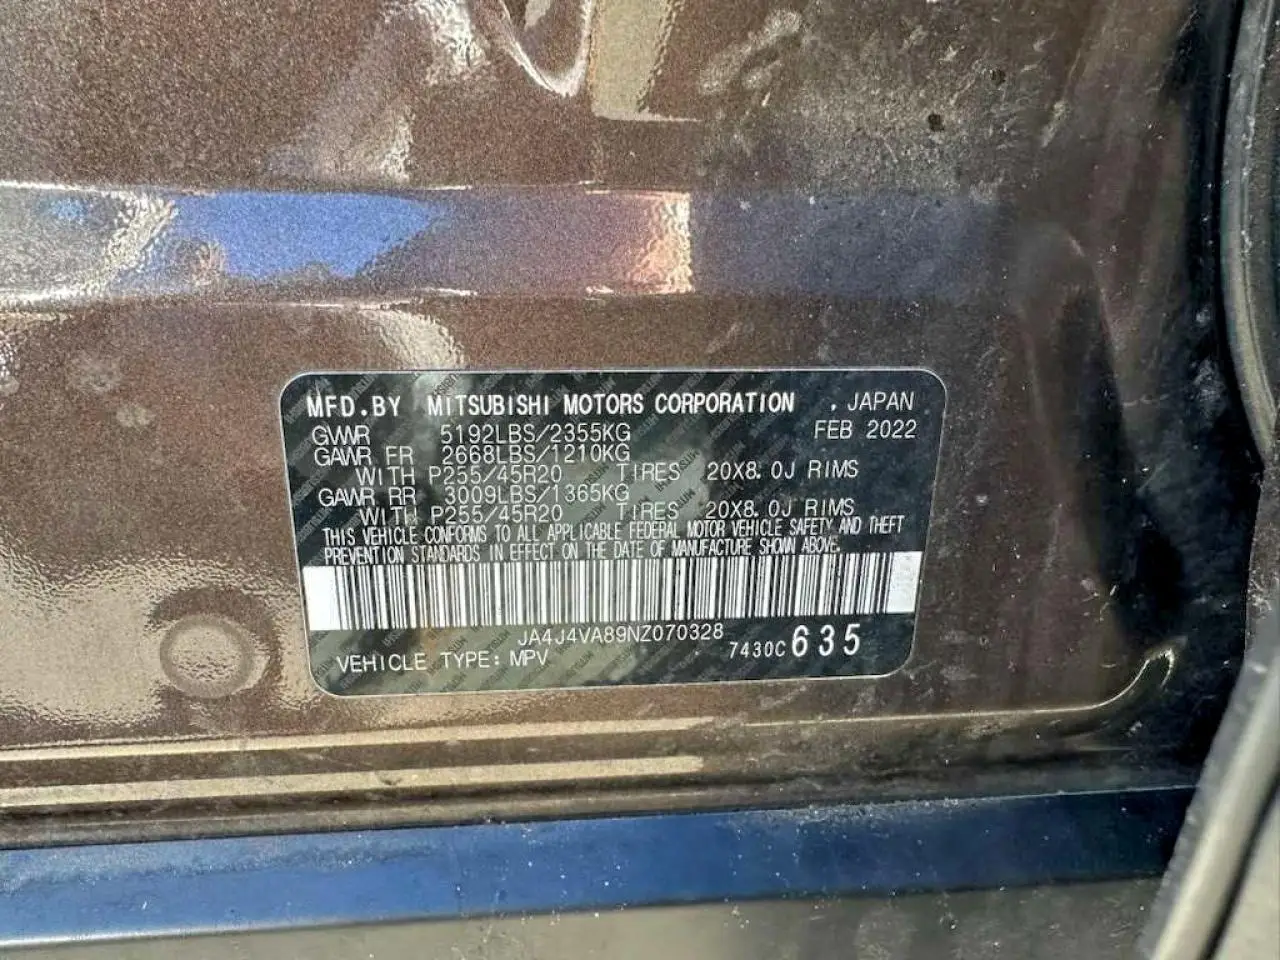 MFD.BY MITSUBISHI MOTORS CORPORATION , JAPAN
GVWR 5192LBS/2355KG FEB 2022
GAWR FR 2668LBS/1210KG
WITH P255/45R20 TIRES 20X8.0J RIMS
GAWR RR 3009LBS/1365KG
WITH P255/45R20 TIRES 20X8.0J RIMS
THIS VEHICLE CONFORMS TO ALL APPLICABLE FEDERAL MOTOR VEHICLE SAFETY AND THEFT
PREVENTION STANDARDS IN EFFECT ON THE DATE OF MANUFACTURE SHOWN ABOVE.
JA4J4VA89NZ070328
VEHICLE TYPE: MPV 7430C 635